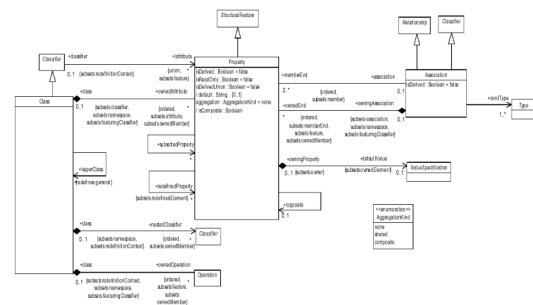 StructuralFeature
Relationship
Classifier
Classifier
+classifier
+/attribute
0..1
{subsets redefinitionContext}
{union,
subsets feature}
*
Property
isDerived : Boolean = false
isReadOnly : Boolean = false
isDerivedUnion : Boolean = false
/ default : String [0..1]
aggregation : AggregationKind = none
/ isComposite : Boolean
Class
+class
+ownedAttribute
0..1
{subsets classifier,
subsets namespace,
subsets featuringClassifier}
{ordered,
subsets attribute,
subsets ownedMember}
*
+memberEnd
+association
2..*
{ordered,
subsets member}
0..1
Association
isDerived : Boolean = false
+ownedEnd
+owningAssociation
*
{ordered,
subsets memberEnd,
subsets feature,
subsets ownedMember}
{subsets association,
subsets namespace,
subsets featuringClassifier}
0..1
+/endType
1..*
Type
+subsettedProperty
*
+/superClass
*
{redefines general}
+redefinedProperty
{subsets redefinedElement}
*
+owningProperty
+defaultValue
0..1
{subsets owner}
{subsets ownedElement}
0..1
ValueSpecification
+opposite
0..1
+class
+nestedClassifier
0..1
{subsets namespace,
subsets redefinitionContext}
{ordered,
subsets ownedMember}
*
Classifier
<<enumeration>>
AggregationKind
none
shared
composite
+class
+ownedOperation
0..1
{subsets redefinitionContext,
subsets namespace,
subsets featuringClassifier}
{ordered,
subsets feature,
subsets
ownedMember}
*
Operation